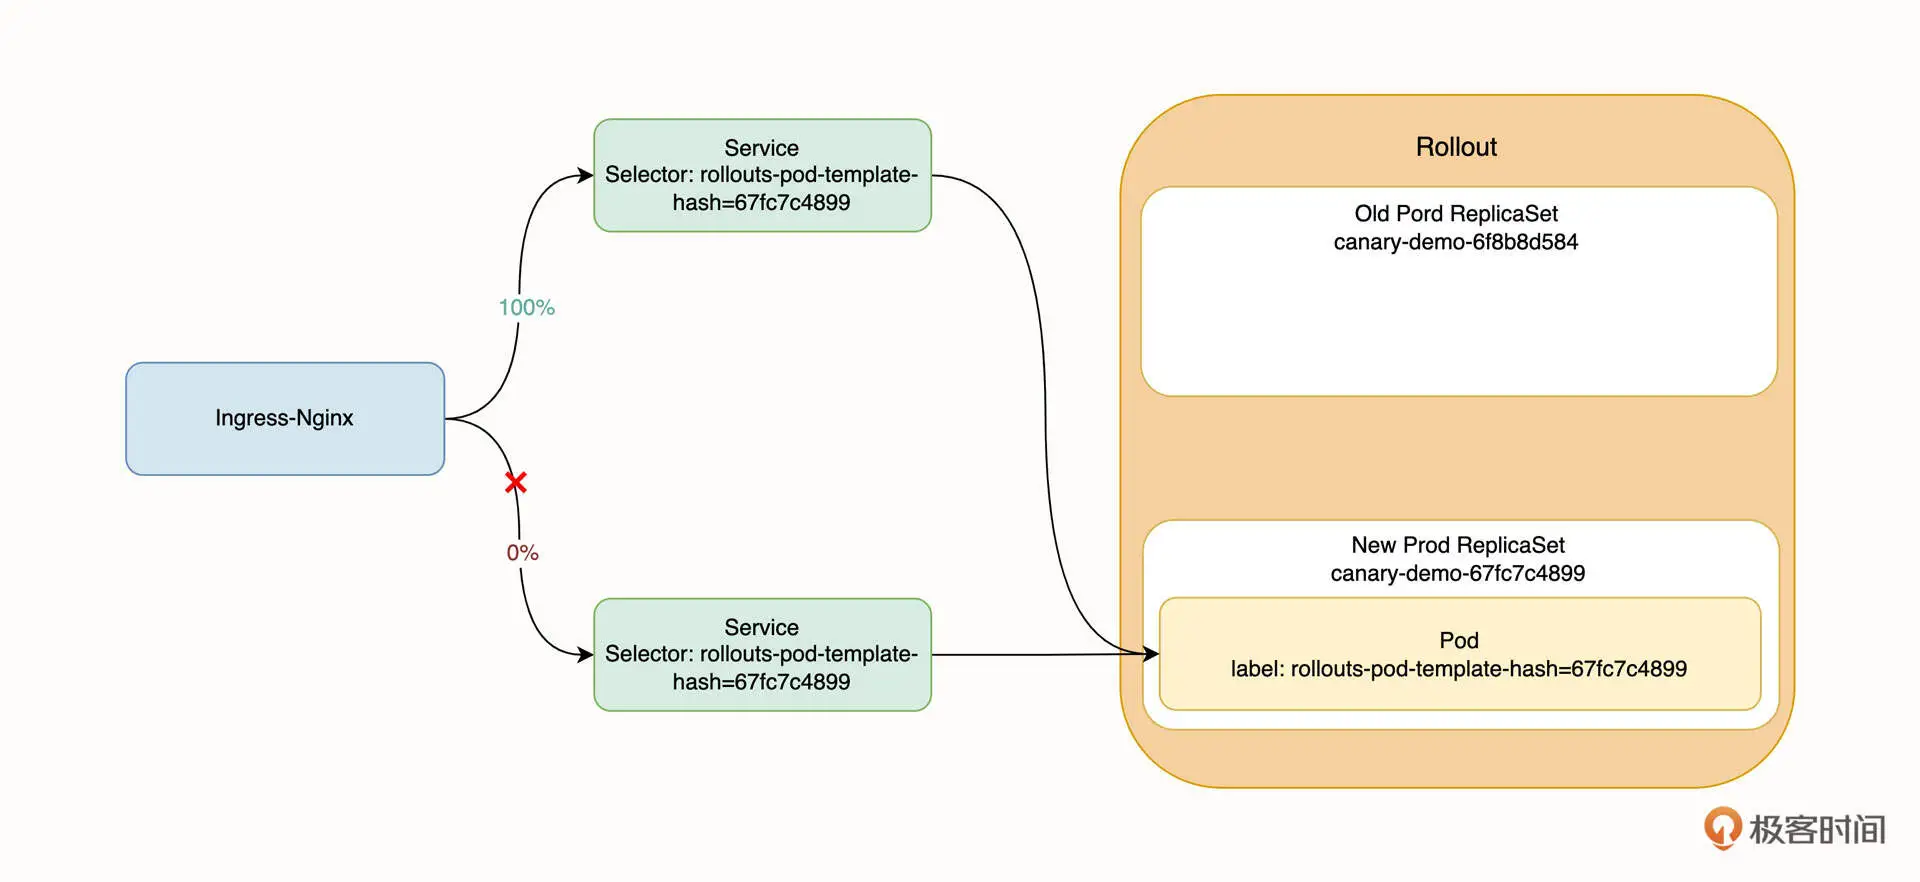 Rollout
Service
Selector: rollouts-pod-template-
hash=67fc7c4899
Old Pord ReplicaSet
canary-demo-6f8b8d584
100%
Ingress-Nginx
0%
New Prod ReplicaSet
canary-demo-67fc7c4899
Service
Selector: rollouts-pod-template-
hash=67fc7c4899
Pod
label: rollouts-pod-template-hash=67fc7c4899
极客时间